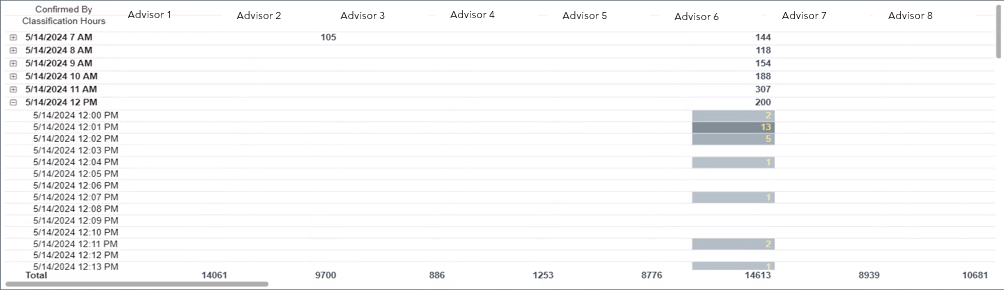 Confirmed By Advisor 1 Advisor 2 Advisor 3 Advisor 4 Advisor 5 Advisor 6 Advisor 7 Advisor 8
Classification Hours
5/14/2024 7 AM 105 144
5/14/2024 8 AM 118
5/14/2024 9 AM 154
5/14/2024 10 AM 188
5/14/2024 11 AM 307
5/14/2024 12 PM 200
5/14/2024 12:00 PM 2
5/14/2024 12:01 PM 13
5/14/2024 12:02 PM 5
5/14/2024 12:03 PM
5/14/2024 12:04 PM 1
5/14/2024 12:05 PM
5/14/2024 12:06 PM
5/14/2024 12:07 PM 1
5/14/2024 12:08 PM
5/14/2024 12:09 PM
5/14/2024 12:10 PM
5/14/2024 12:11 PM 2
5/14/2024 12:12 PM
5/14/2024 12:13 PM 1
Total 14061 9700 886 1253 8776 14613 8939 10681